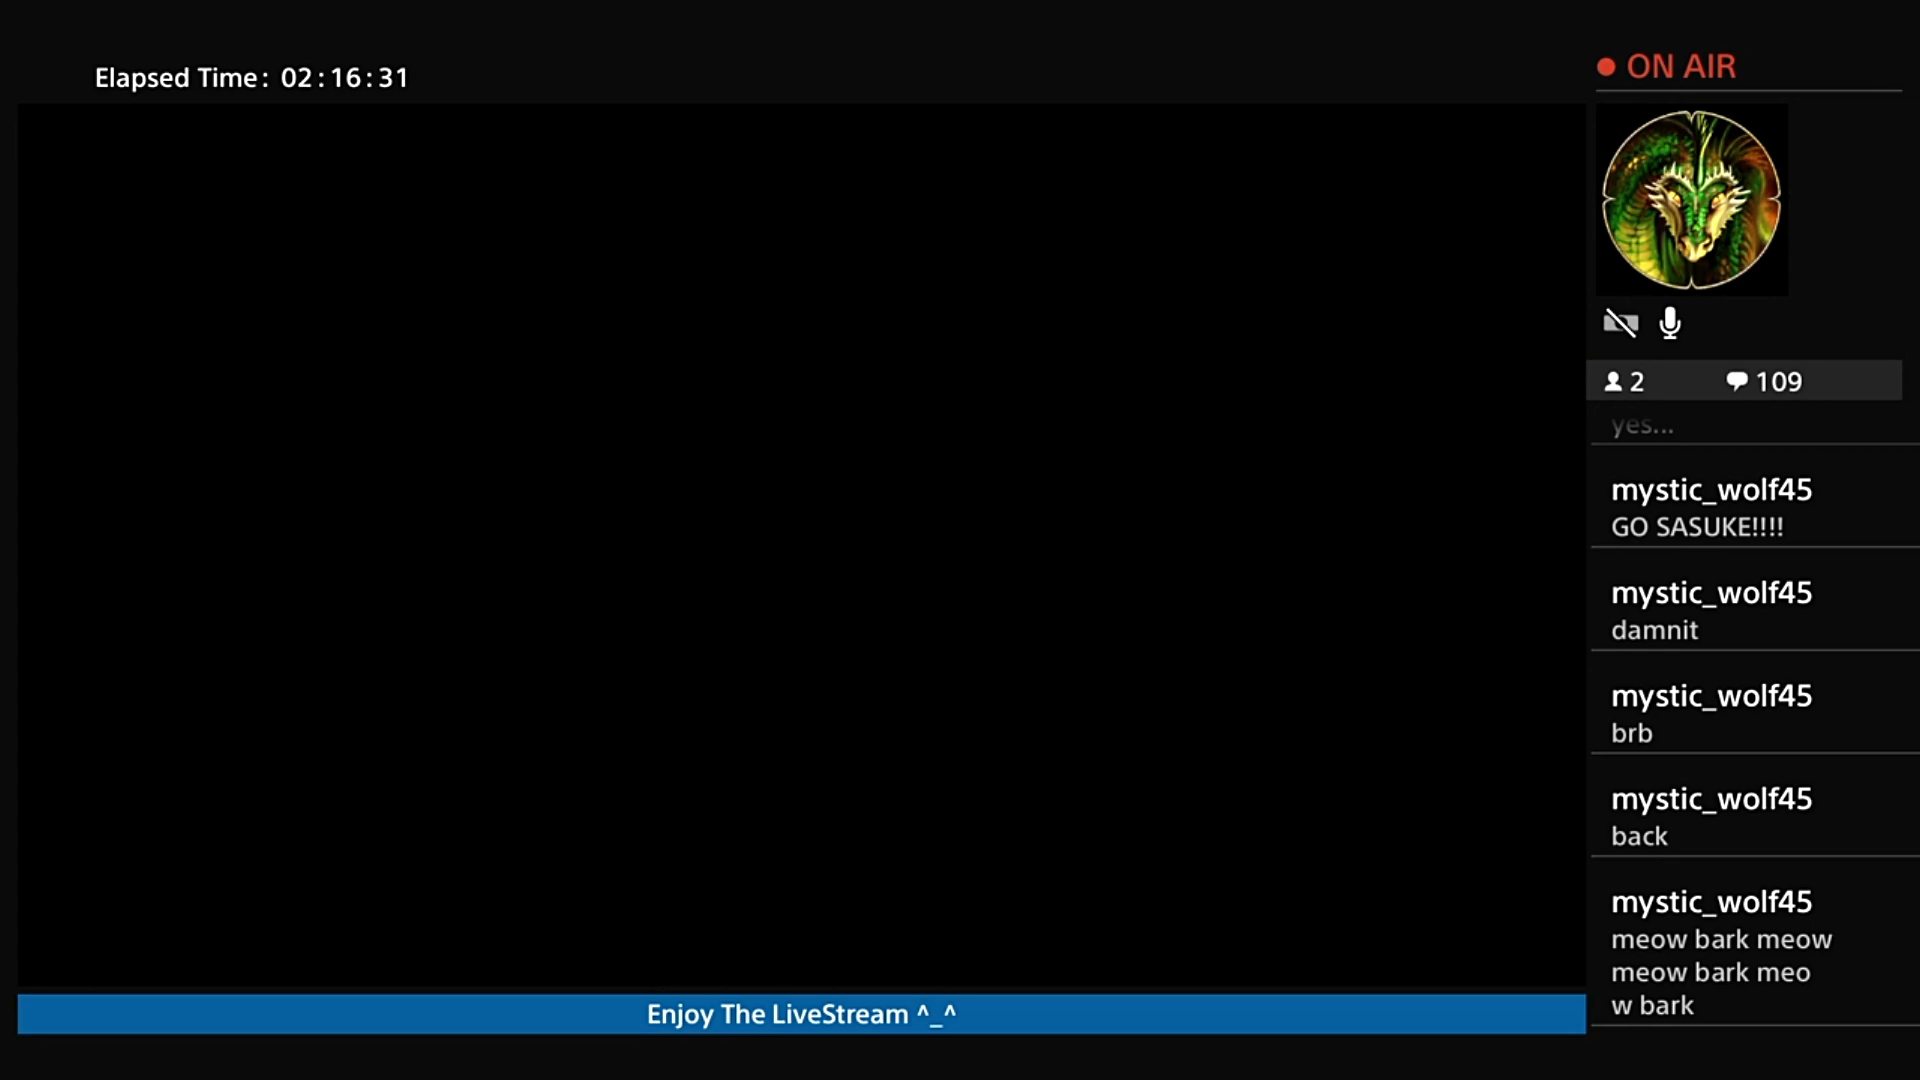 Elapsed Time: 02:16:31
ON AIR
2 109
yes...
mystic_wolf45
GO SASUKE!!!!
mystic_wolf45
damnit
mystic_wolf45
brb
mystic_wolf45
back
mystic_wolf45
meow bark meow
meow bark meo
w bark
Enjoy The LiveStream ^_^